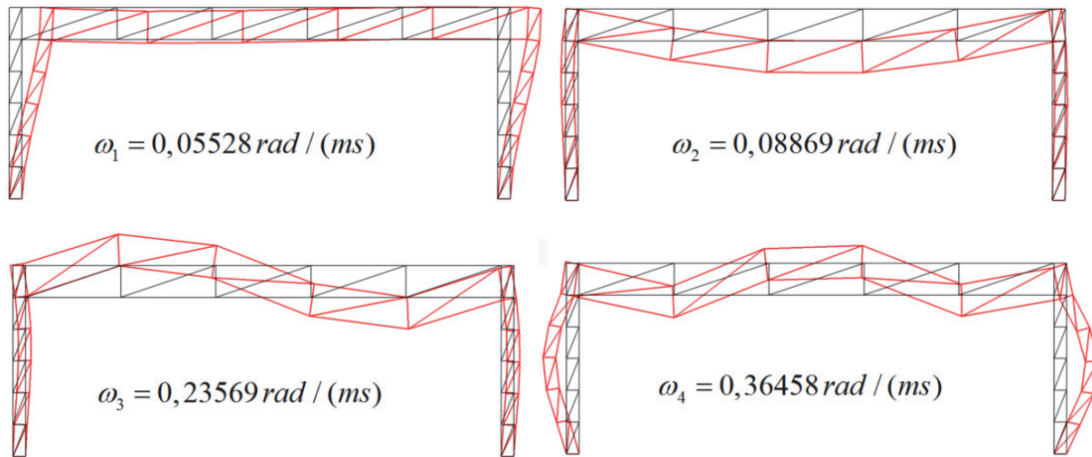 ω₁ = 0,05528 rad / (ms)
ω₂ = 0,08869 rad / (ms)
ω₃ = 0,23569 rad / (ms)
ω₄ = 0,36458 rad / (ms)